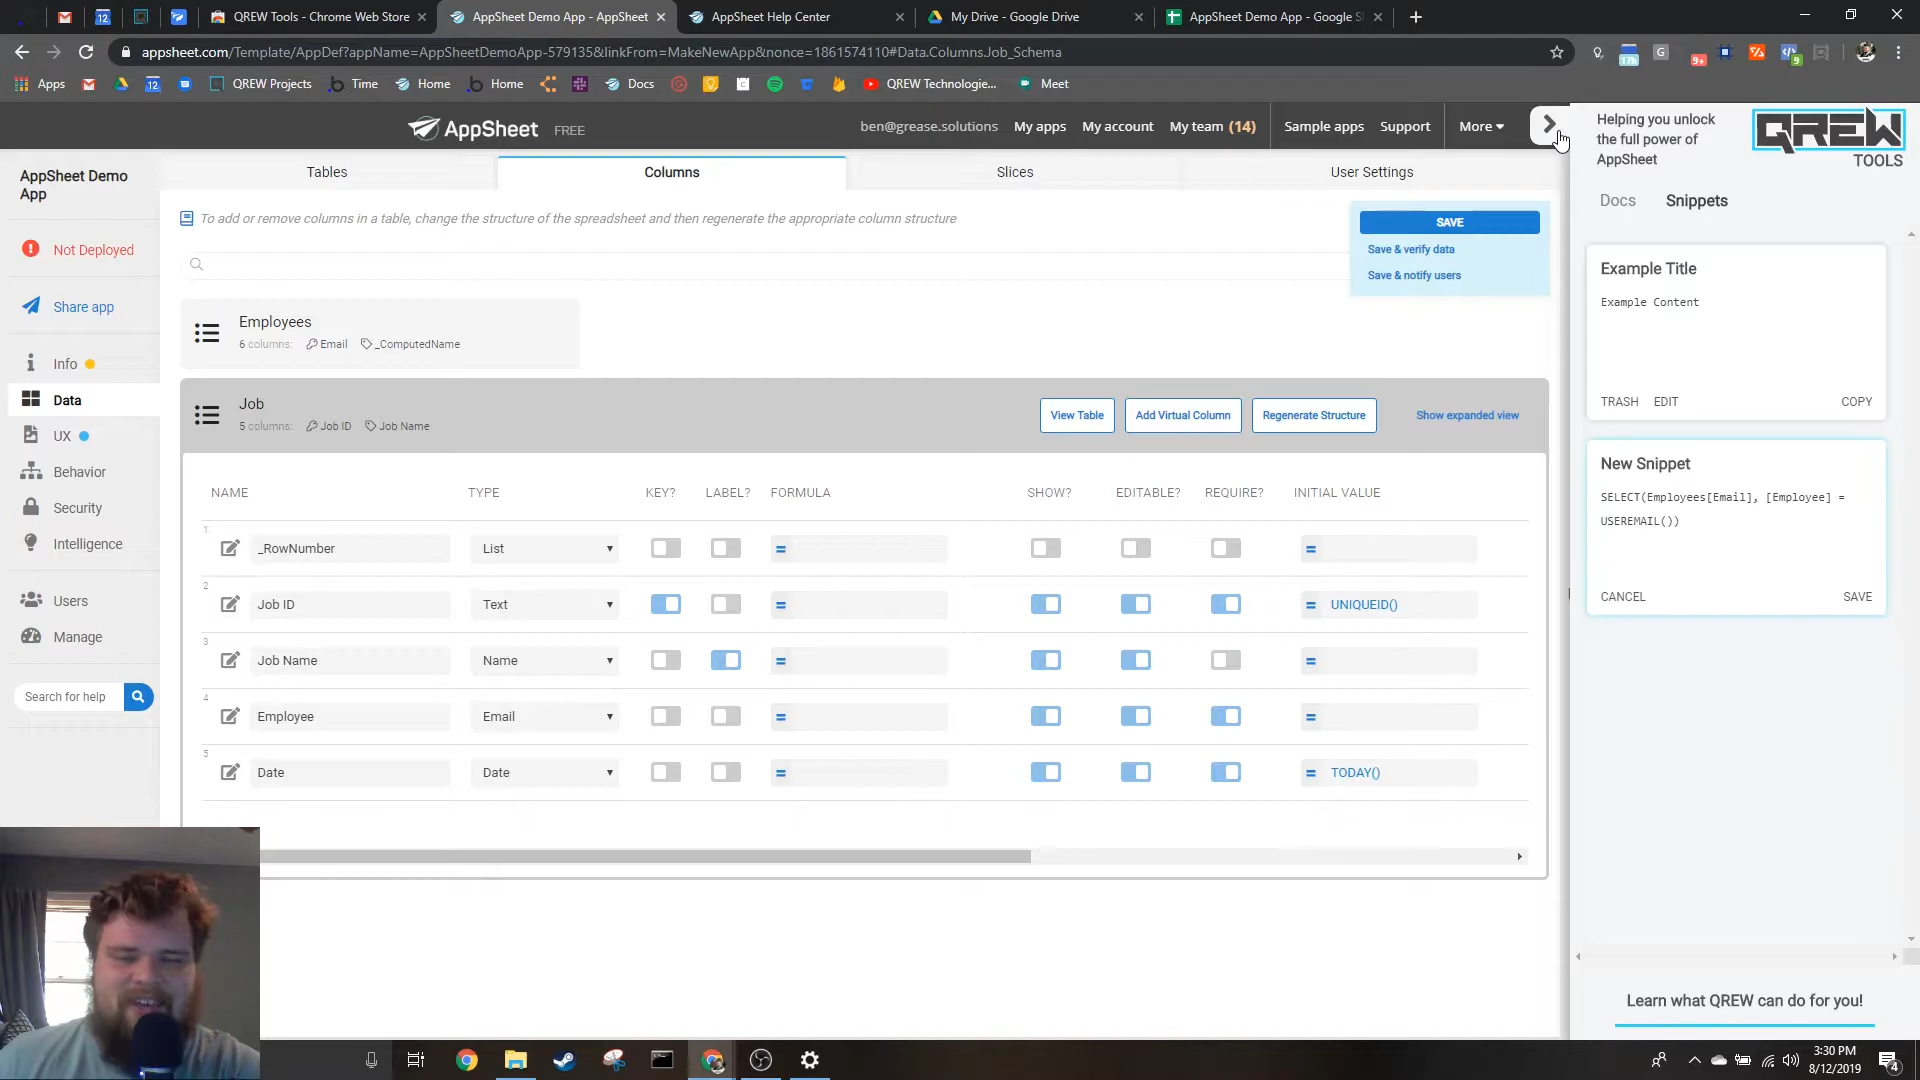 QREW Tools - Chrome Web Store
AppSheet Demo App - AppSheet
AppSheet Help Center
My Drive - Google Drive
AppSheet Demo App - Google S
appsheet.com/Template/AppDef?appName=AppSheetDemoApp-579135&linkFrom=MakeNewApp&nonce=1861574110#Data.Columns.Job_Schema
Apps
12
QREW Projects
Time
Home
Home
Docs
QREW Technologie...
Meet
AppSheet FREE
ben@grease.solutions
My apps
My account
My team (14)
Sample apps
Support
More
Helping you unlock
the full power of
AppSheet
QREW
TOOLS
Docs
Snippets
AppSheet Demo
App
Not Deployed
Share app
Info
Data
UX
Behavior
Security
Intelligence
Users
Manage
Search for help
Tables
Columns
Slices
User Settings
To add or remove columns in a table, change the structure of the spreadsheet and then regenerate the appropriate column structure
SAVE
Save & verify data
Save & notify users
Employees
6 columns: Email _ComputedName
Job
5 columns: Job ID Job Name
View Table
Add Virtual Column
Regenerate Structure
Show expanded view
NAME TYPE KEY? LABEL? FORMULA SHOW? EDITABLE? REQUIRE? INITIAL VALUE
1 _RowNumber List = =
2 Job ID Text = = UNIQUEID()
3 Job Name Name = =
4 Employee Email = =
5 Date Date = = TODAY()
Example Title
Example Content
TRASH EDIT COPY
New Snippet
SELECT(Employees[Email], [Employee] =
USEREMAIL())
CANCEL SAVE
Learn what QREW can do for you!
3:30 PM
8/12/2019
4